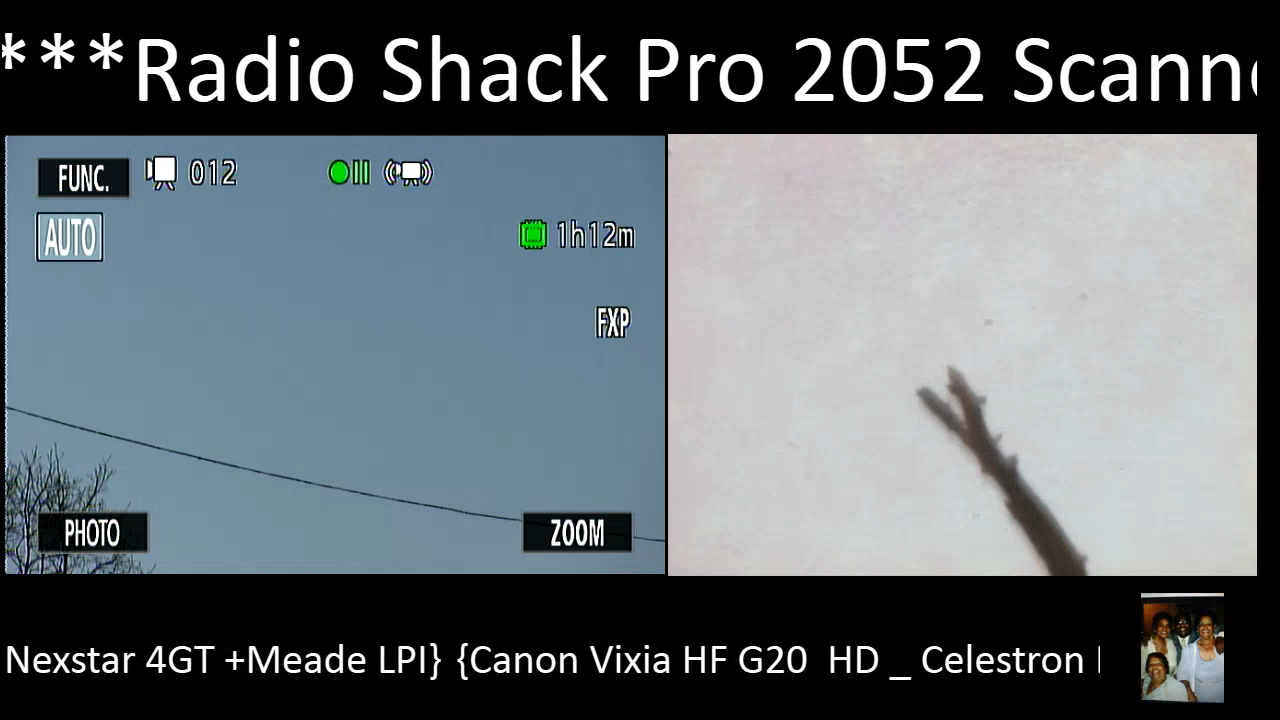 ***Radio Shack Pro 2052 Scanne
FUNC. 012
AUTO
1h12m
FXP
PHOTO ZOOM
Nexstar 4GT +Meade LPI} {Canon Vixia HF G20 HD _ Celestron